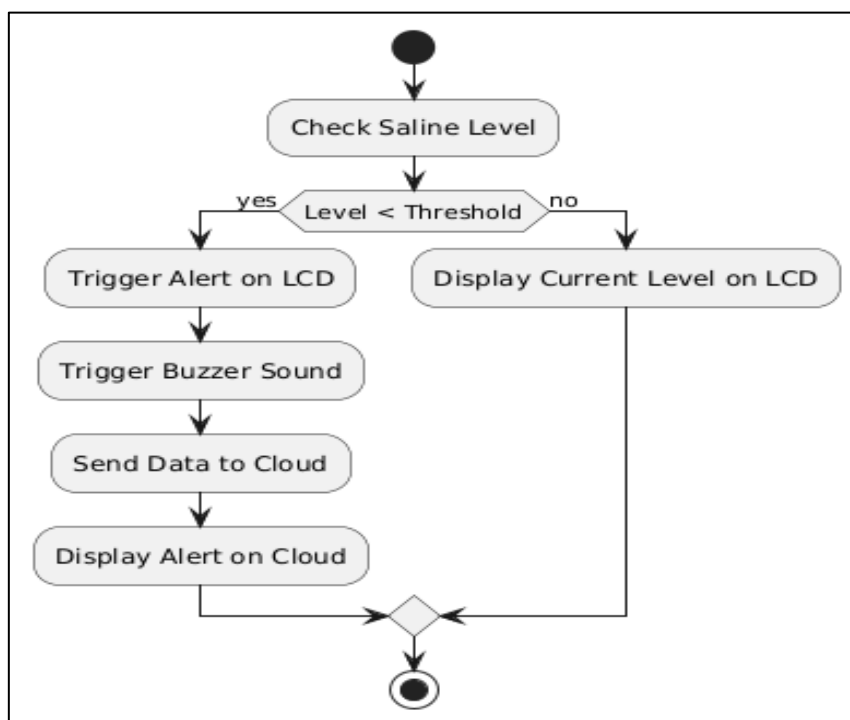 Check Saline Level
yes
Level < Threshold
no
Trigger Alert on LCD
Display Current Level on LCD
Trigger Buzzer Sound
Send Data to Cloud
Display Alert on Cloud